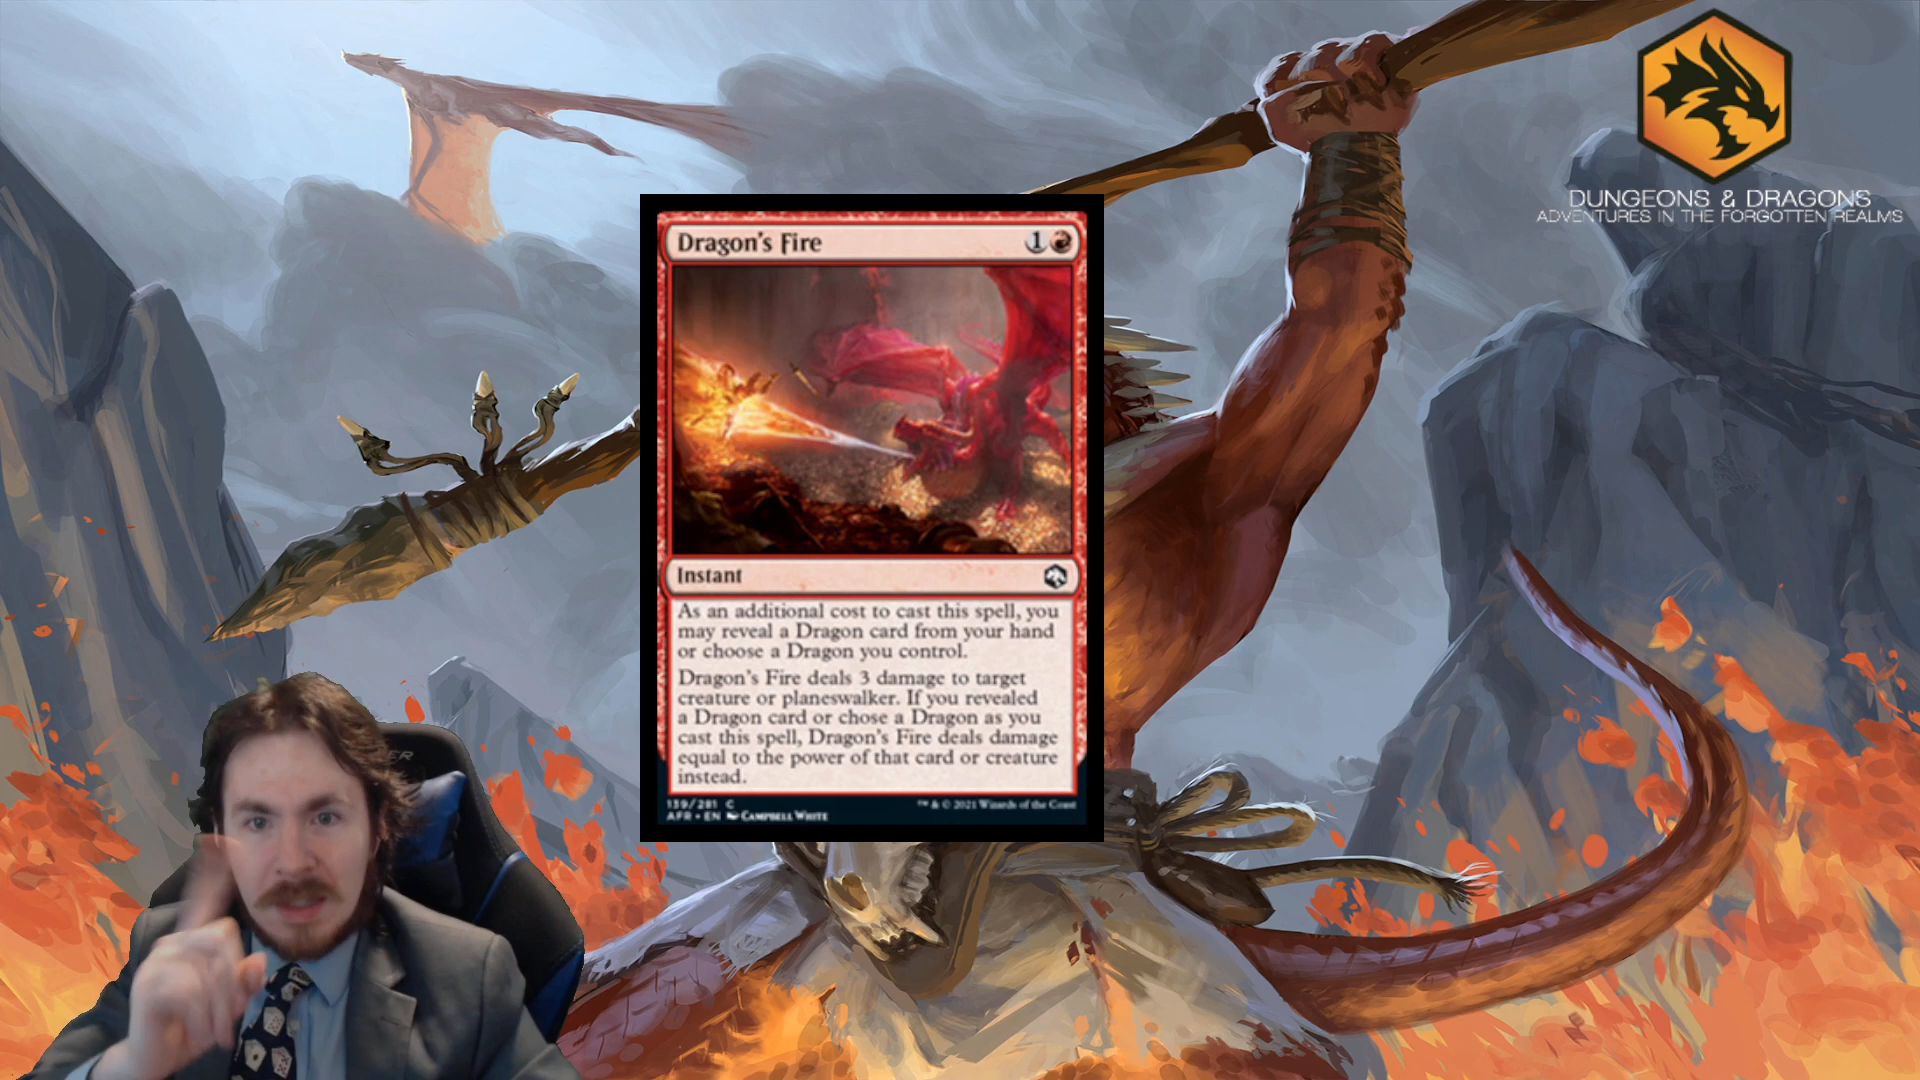 DUNGEONS & DRAGONS
ADVENTURES IN THE FORGOTTEN REALMS
Dragon's Fire 1
Instant
As an additional cost to cast this spell, you
may reveal a Dragon card from your hand
or choose a Dragon you control.
Dragon's Fire deals 3 damage to target
creature or planeswalker. If you revealed
a Dragon card or chose a Dragon as you
cast this spell, Dragon's Fire deals damage
equal to the power of that card or creature
instead.
139/281 C
™ & © 2021 Wizards of the Coast
AFR • EN CAMPBELL WHITE